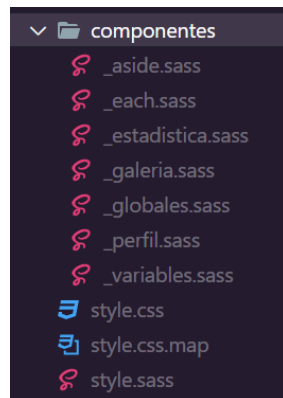 componentes
_aside.sass
_each.sass
_estadistica.sass
_galeria.sass
_globales.sass
_perfil.sass
_variables.sass
style.css
style.css.map
style.sass